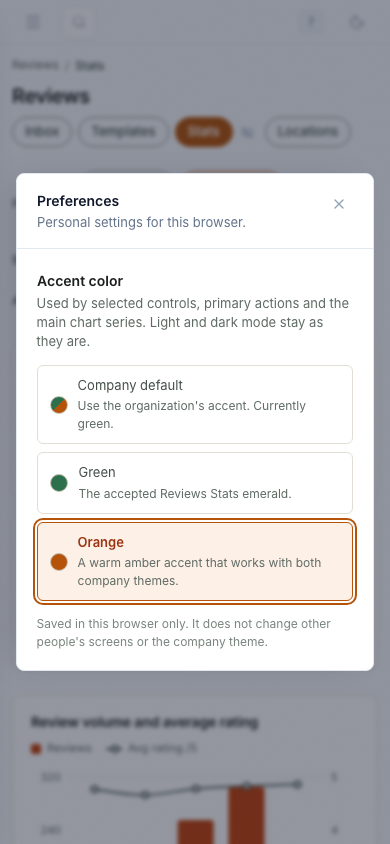 ?
Reviews / Stats
Reviews
Inbox
Templates
Stats
Locations
Preferences
Personal settings for this browser.
Accent color
Used by selected controls, primary actions and the
main chart series. Light and dark mode stay as
they are.
Company default
Use the organization's accent. Currently
green.
Green
The accepted Reviews Stats emerald.
Orange
A warm amber accent that works with both
company themes.
Saved in this browser only. It does not change other
people's screens or the company theme.
Review volume and average rating
Reviews
Avg rating /5
320
5
240
4